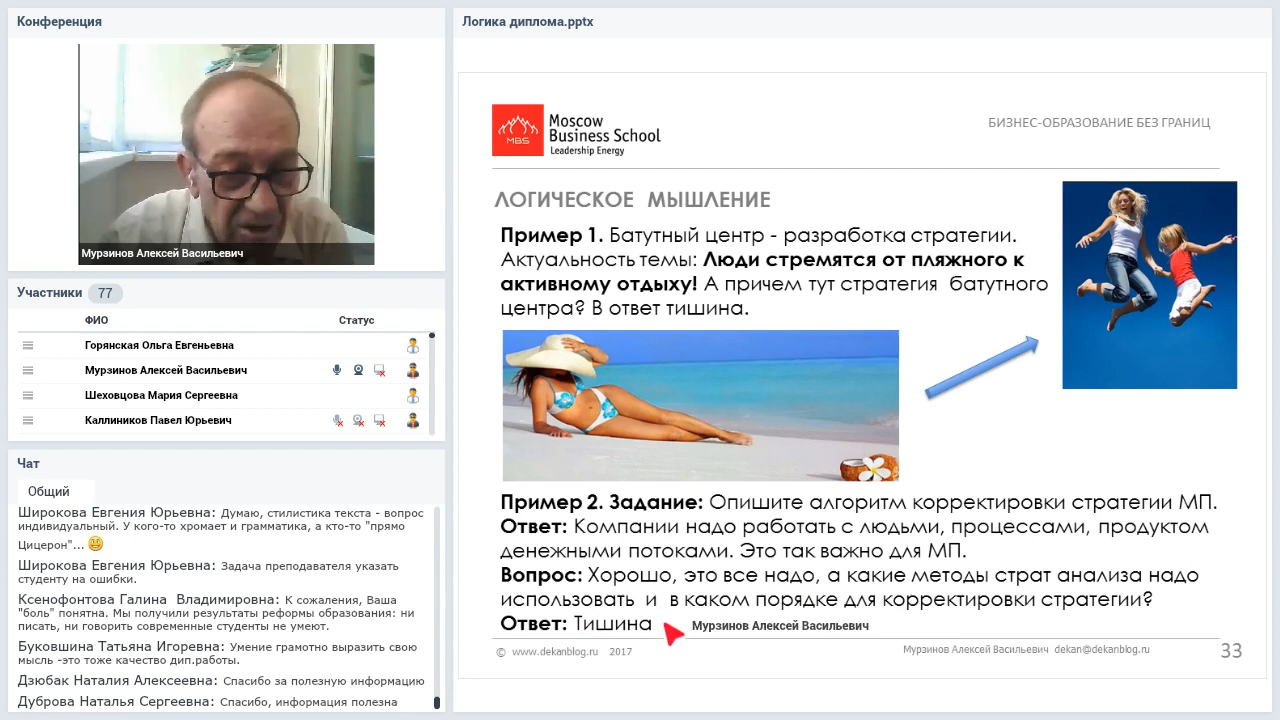 Конференция
Мурзинов Алексей Васильевич
Участники 77
ФИО Статус
Горянская Ольга Евгеньевна
Мурзинов Алексей Васильевич
Шеховцова Мария Сергеевна
Каллиников Павел Юрьевич
Чат
Общий
Широкова Евгения Юрьевна: Думаю, стилистика текста - вопрос
индивидуальный. У кого-то хромает и грамматика, а кто-то "прямо
Цицерон"...
Широкова Евгения Юрьевна: Задача преподавателя указать
студенту на ошибки.
Ксенофонтова Галина Владимировна: К сожалению, Ваша
"боль" понятна. Мы получили результаты реформы образования: ни
писать, ни говорить современные студенты не умеют.
Буковшина Татьяна Игоревна: Умение грамотно выразить свою
мысль -это тоже качество дип.работы.
Дзюбак Наталия Алексеевна: Спасибо за полезную информацию
Дуброва Наталья Сергеевна: Спасибо, информация полезна
Логика диплома.pptx
MBS
Moscow
Business School
Leadership Energy
БИЗНЕС-ОБРАЗОВАНИЕ БЕЗ ГРАНИЦ
ЛОГИЧЕСКОЕ МЫШЛЕНИЕ
Пример 1. Батутный центр - разработка стратегии.
Актуальность темы: Люди стремятся от пляжного к
активному отдыху! А причем тут стратегия батутного
центра? В ответ тишина.
Пример 2. Задание: Опишите алгоритм корректировки стратегии МП.
Ответ: Компании надо работать с людьми, процессами, продуктом
денежными потоками. Это так важно для МП.
Вопрос: Хорошо, это все надо, а какие методы страт анализа надо
использовать и в каком порядке для корректировки стратегии?
Ответ: Тишина
Мурзинов Алексей Васильевич
© www.dekanblog.ru 2017
Мурзинов Алексей Васильевич dekan@dekanblog.ru
33